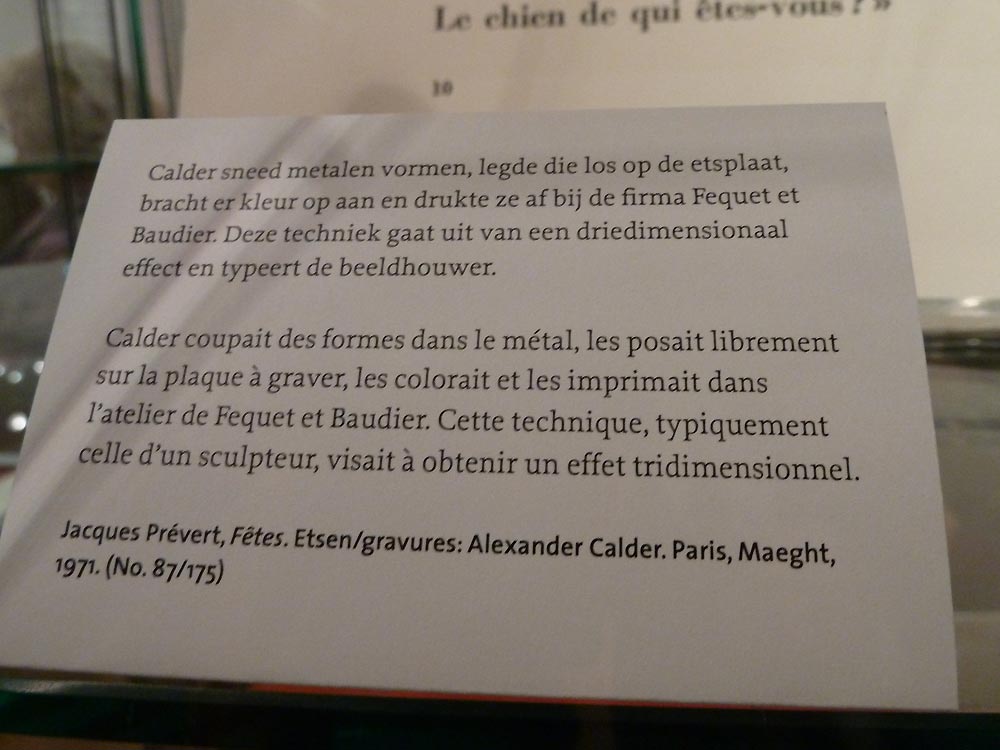 Le chien de qui êtes-vous ? »
10
Calder sneed metalen vormen, legde die los op de etsplaat,
bracht er kleur op aan en drukte ze af bij de firma Fequet et
Baudier. Deze techniek gaat uit van een driedimensionaal
effect en typeert de beeldhouwer.
Calder coupait des formes dans le métal, les posait librement
sur la plaque à graver, les colorait et les imprimait dans
l'atelier de Fequet et Baudier. Cette technique, typiquement
celle d'un sculpteur, visait à obtenir un effet tridimensionnel.
Jacques Prévert, Fêtes. Etsen/gravures: Alexander Calder. Paris, Maeght,
1971. (No. 87/175)